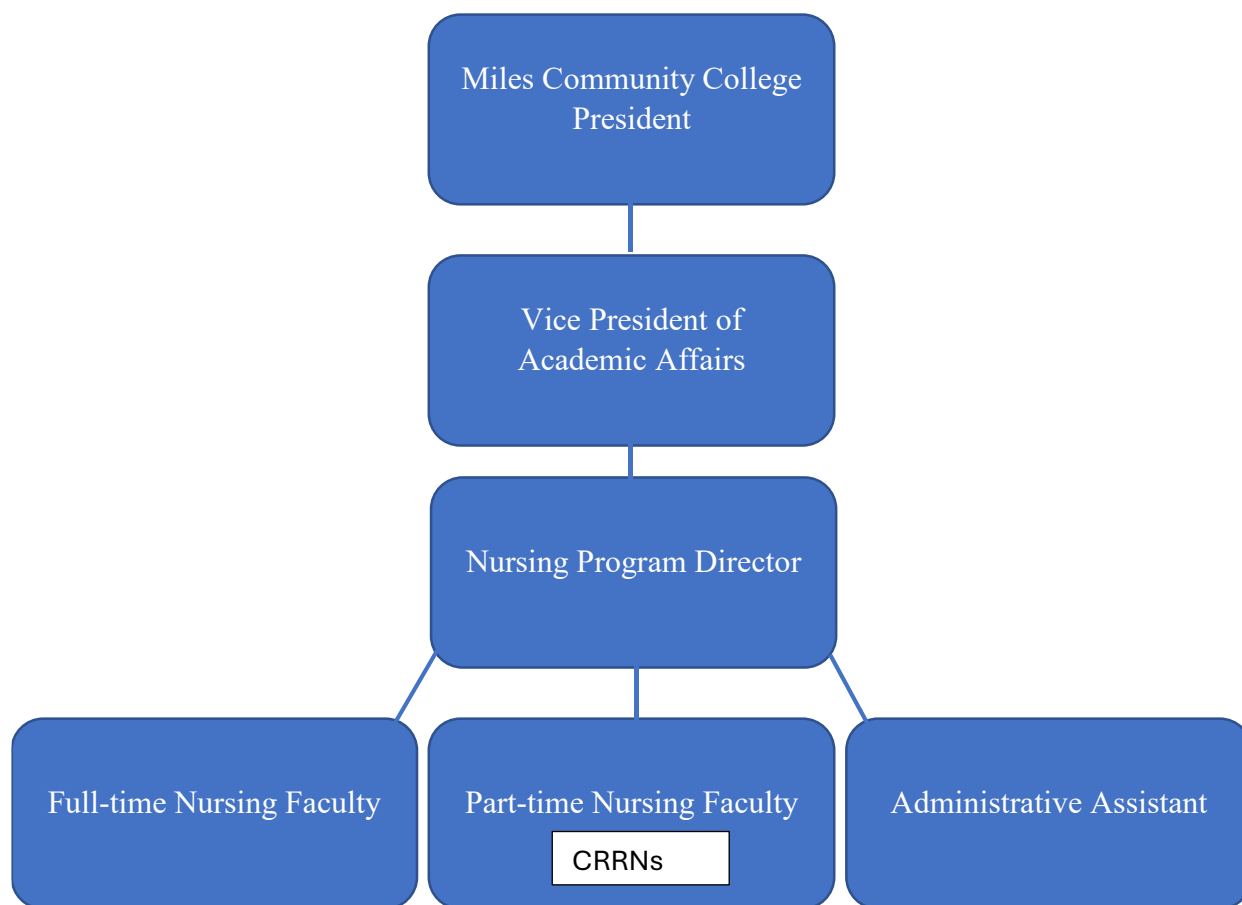 Miles Community College
President
Vice President of
Academic Affairs
Nursing Program Director
Full-time Nursing Faculty
Part-time Nursing Faculty
CRRNs
Administrative Assistant